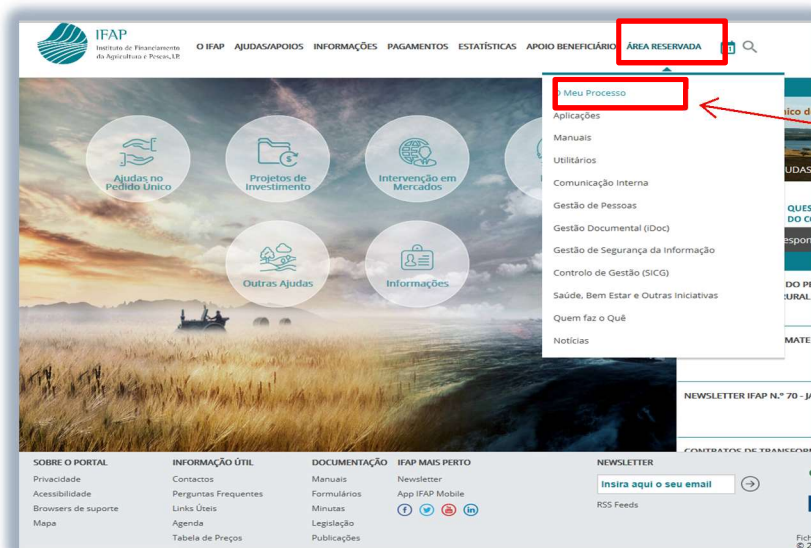 IFAP
Instituto de Financiamento
da Agricultura e Pescas, I.P.
O IFAP AJUDAS/APOIOS INFORMAÇÕES PAGAMENTOS ESTATÍSTICAS APOIO BENEFICIÁRIO ÁREA RESERVADA
O Meu Processo
Aplicações
Manuais
Utilitários
Comunicação Interna
Gestão de Pessoas
Gestão Documental (iDoc)
Gestão de Segurança da Informação
Controlo de Gestão (SICG)
Saúde, Bem Estar e Outras Iniciativas
Quem faz o Quê
Notícias
Ajudas no
Pedido Único
Projetos de
Investimento
Intervenção em
Mercados
Outras Ajudas
Informações
NEWSLETTER IFAP N.º 70 - JA
SOBRE O PORTAL
Privacidade
Acessibilidade
Browsers de suporte
Mapa
INFORMAÇÃO ÚTIL
Contactos
Perguntas Frequentes
Links Úteis
Agenda
Tabela de Preços
DOCUMENTAÇÃO
Manuais
Formulários
Minutas
Legislação
Publicações
IFAP MAIS PERTO
Newsletter
App IFAP Mobile
NEWSLETTER
Insira aqui o seu email
RSS Feeds